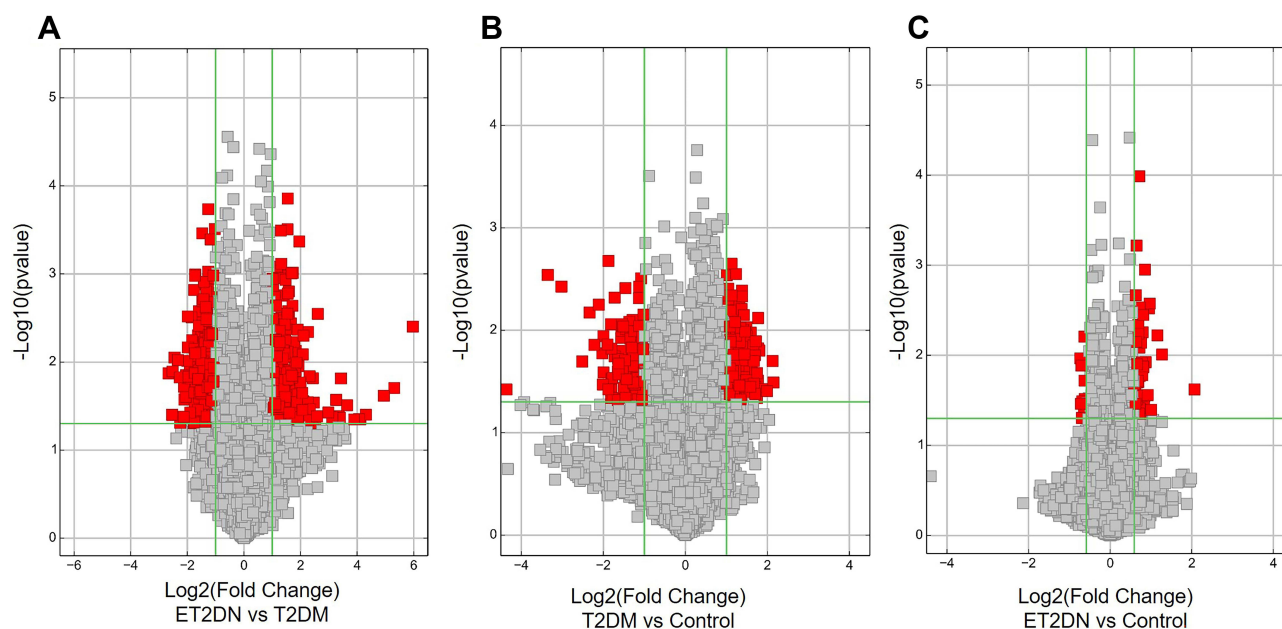 A
B
C
-Log10(pvalue)
5
4
3
2
1
0
−6
−4
−2
0
2
4
6
Log2(Fold Change)
ET2DN vs T2DM
-Log10(pvalue)
4
3
2
1
0
−4
−2
0
2
4
Log2(Fold Change)
T2DM vs Control
-Log10(pvalue)
5
4
3
2
1
0
−4
−2
0
2
4
Log2(Fold Change)
ET2DN vs Control